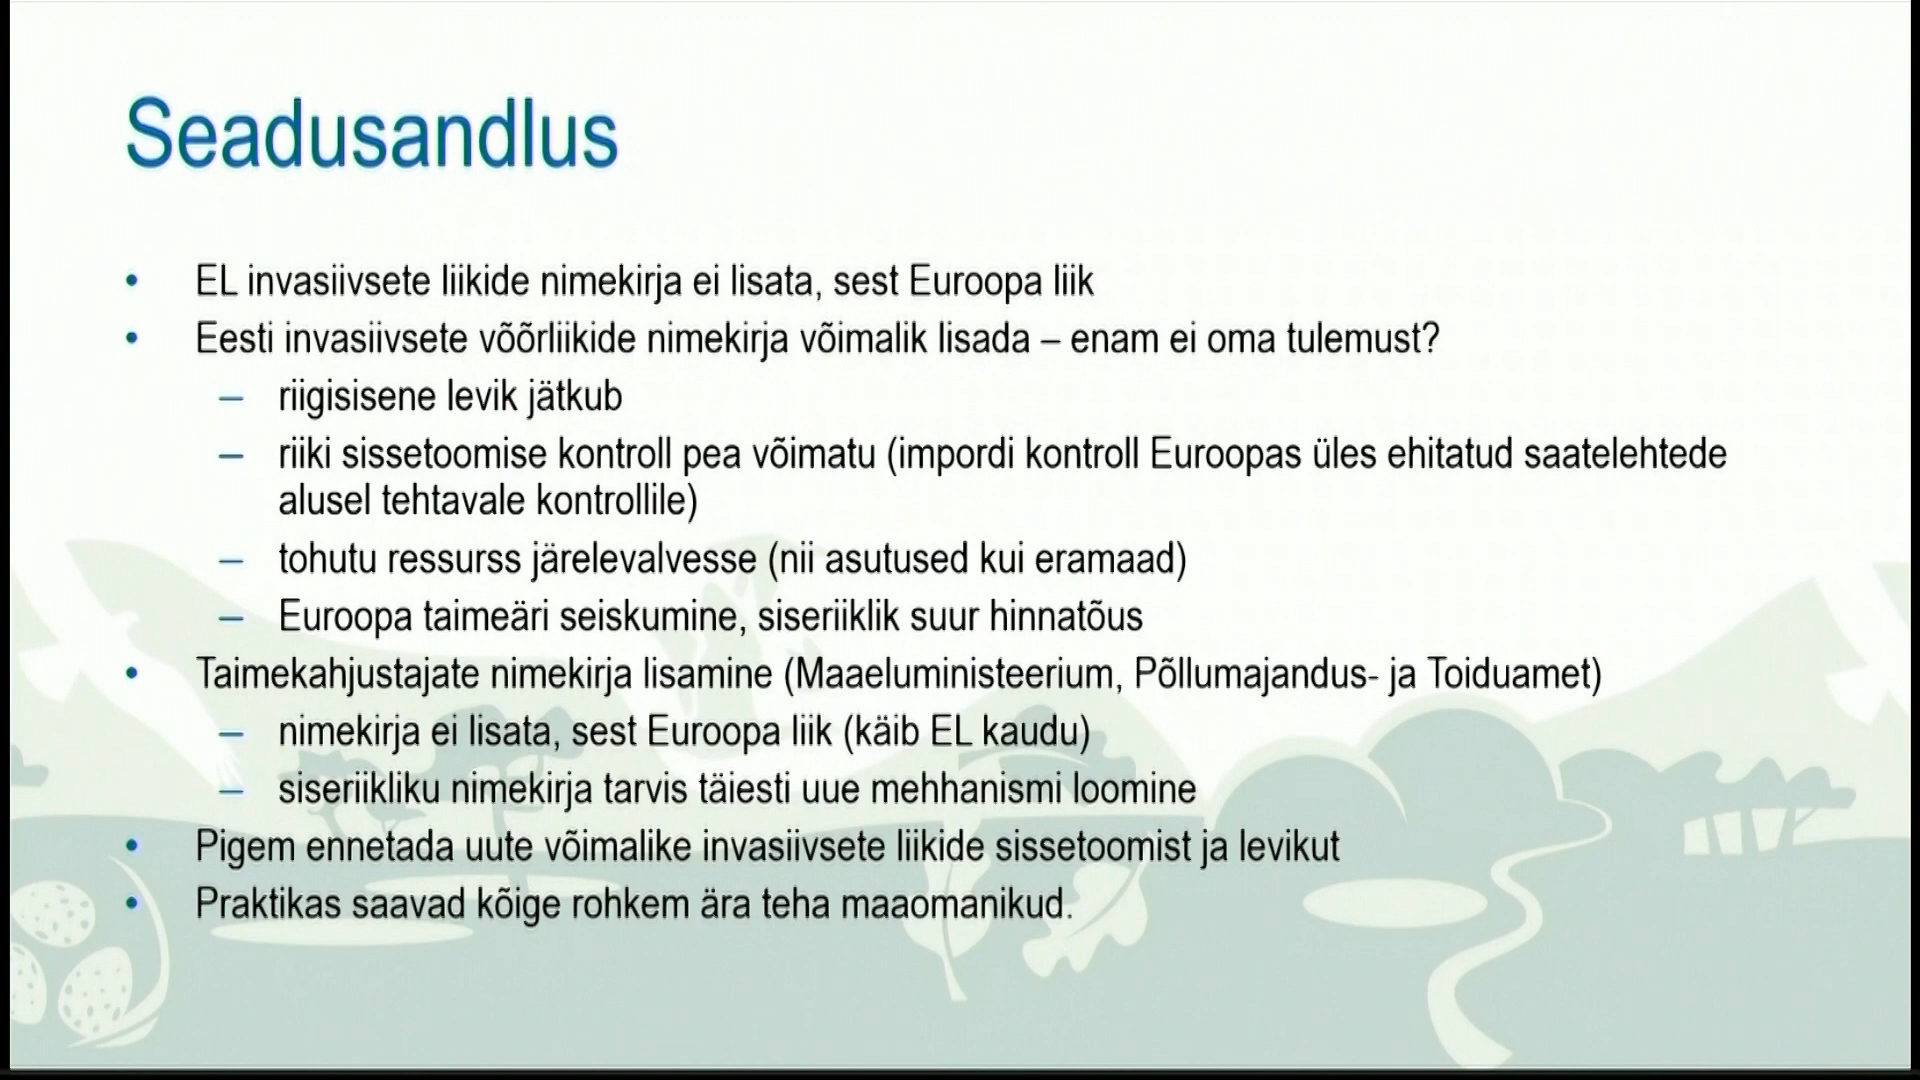 Seadusandlus
• EL invasiivsete liikide nimekirja ei lisata, sest Euroopa liik
• Eesti invasiivsete võõrliikide nimekirja võimalik lisada – enam ei oma tulemust?
– riigisisene levik jätkub
– riiki sissetoomise kontroll pea võimatu (impordi kontroll Euroopas üles ehitatud saatelehtede
alusel tehtavale kontrollile)
– tohutu ressurss järelevalvesse (nii asutused kui eramaad)
– Euroopa taimeäri seiskumine, siseriiklik suur hinnatõus
• Taimekahjustajate nimekirja lisamine (Maaeluministeerium, Põllumajandus- ja Toiduamet)
– nimekirja ei lisata, sest Euroopa liik (käib EL kaudu)
– siseriikliku nimekirja tarvis täiesti uue mehhanismi loomine
• Pigem ennetada uute võimalike invasiivsete liikide sissetoomist ja levikut
• Praktikas saavad kõige rohkem ära teha maaomanikud.